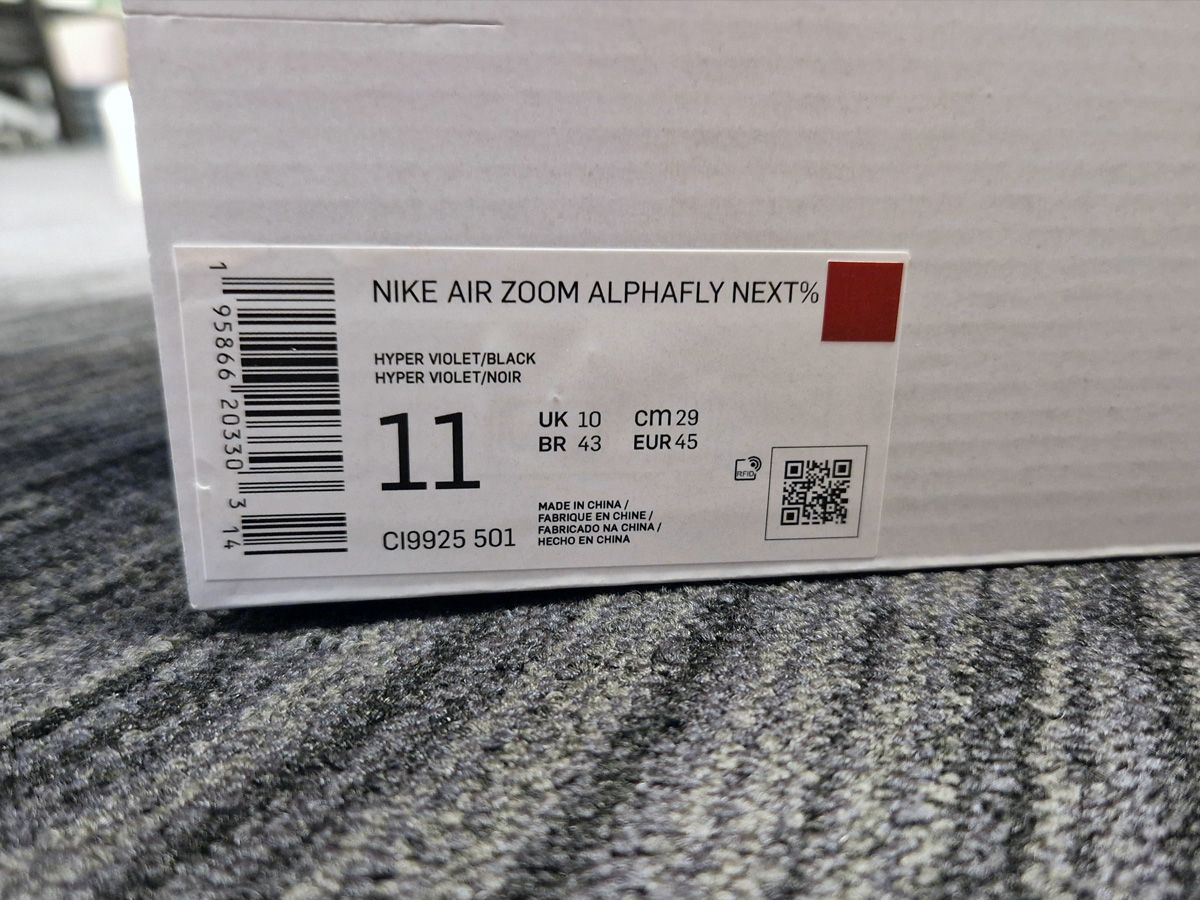 NIKE AIR ZOOM ALPHAFLY NEXT%
HYPER VIOLET/BLACK
HYPER VIOLET/NOIR
11
UK 10 cm 29
BR 43 EUR 45
RFID
CI9925 501
MADE IN CHINA /
FABRIQUE EN CHINE /
FABRICADO NA CHINA /
HECHO EN CHINA
1 95866 20330 3 14